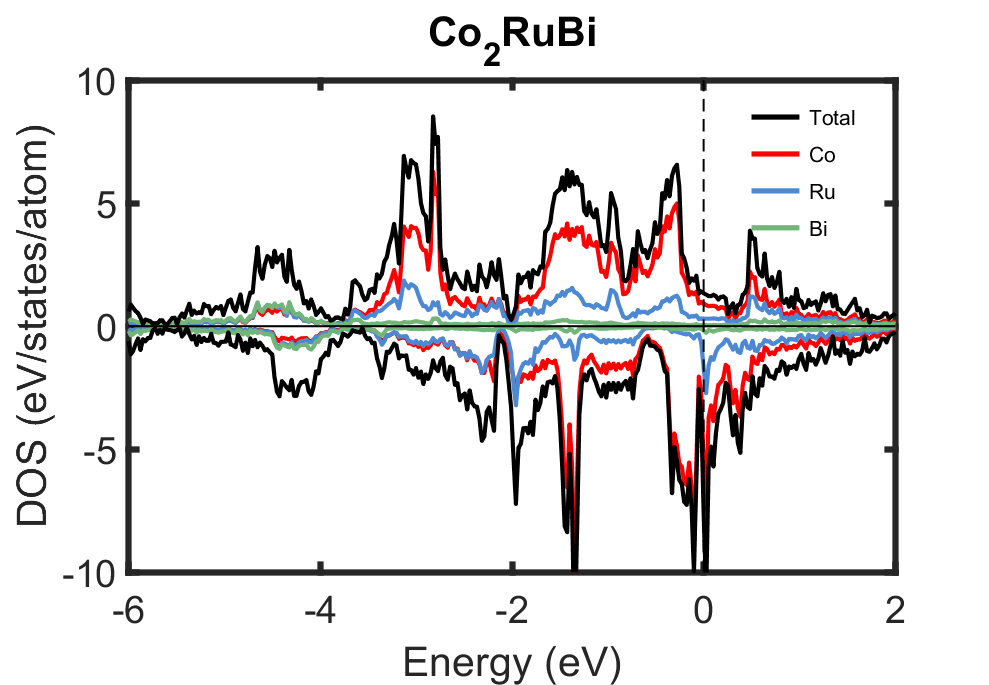 Co₂RuBi
10
5
0
-5
-10
DOS (eV/states/atom)
Total
Co
Ru
Bi
-6
-4
-2
0
2
Energy (eV)